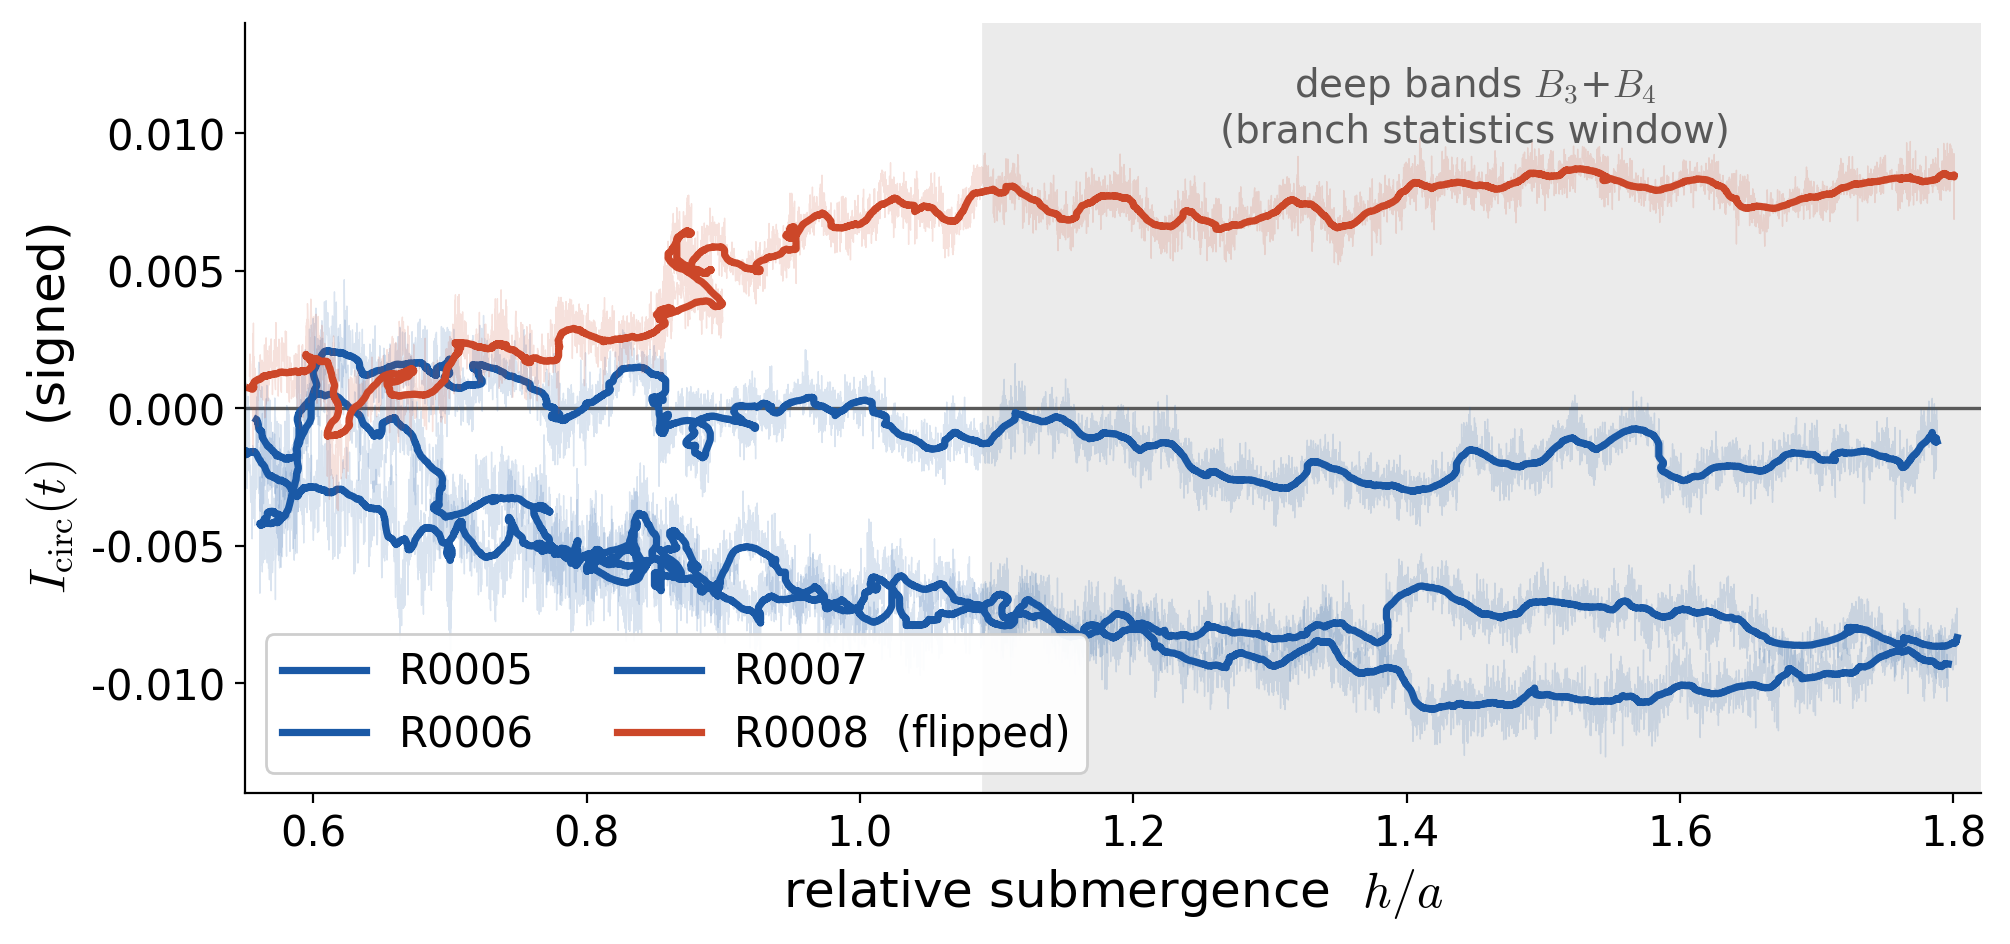 deep bands B₃+B₄
(branch statistics window)
0.010
0.005
0.000
-0.005
-0.010
I_circ(t) (signed)
R0005
R0006
R0007
R0008 (flipped)
0.6 0.8 1.0 1.2 1.4 1.6 1.8
relative submergence h/a